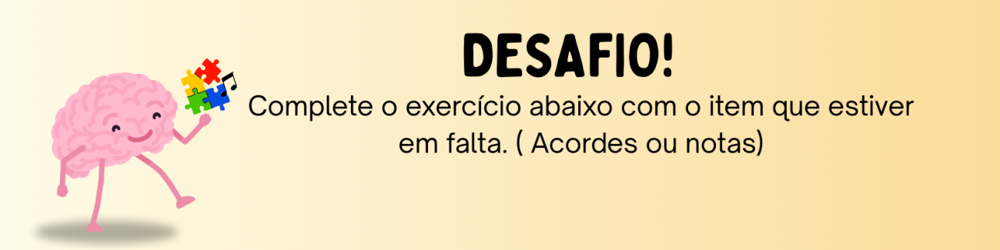 DESAFIO!
Complete o exercício abaixo com o item que estiver
em falta. ( Acordes ou notas)